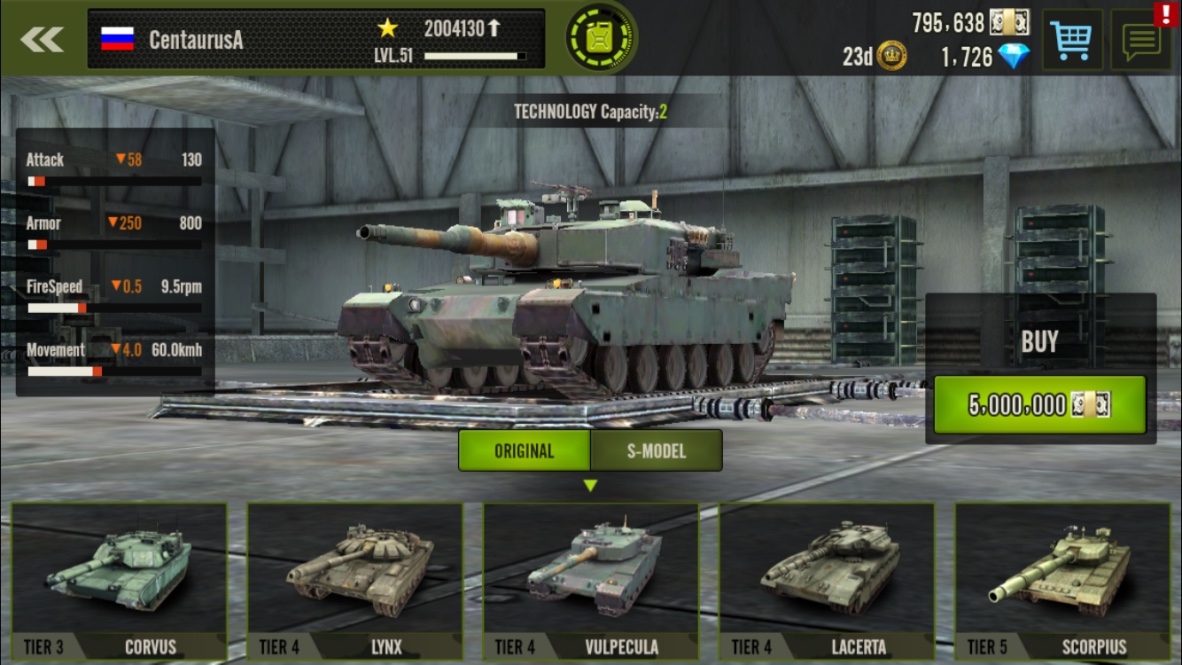 CentaurusA
2004130
LVL.51
795,638
23d
1,726
!
TECHNOLOGY Capacity:2
Attack 58 130
Armor 250 800
FireSpeed 0.5 9.5rpm
Movement 4.0 60.0kmh
BUY
5,000,000
ORIGINAL
S-MODEL
TIER 3 CORVUS
TIER 4 LYNX
TIER 4 VULPECULA
TIER 4 LACERTA
TIER 5 SCORPIUS